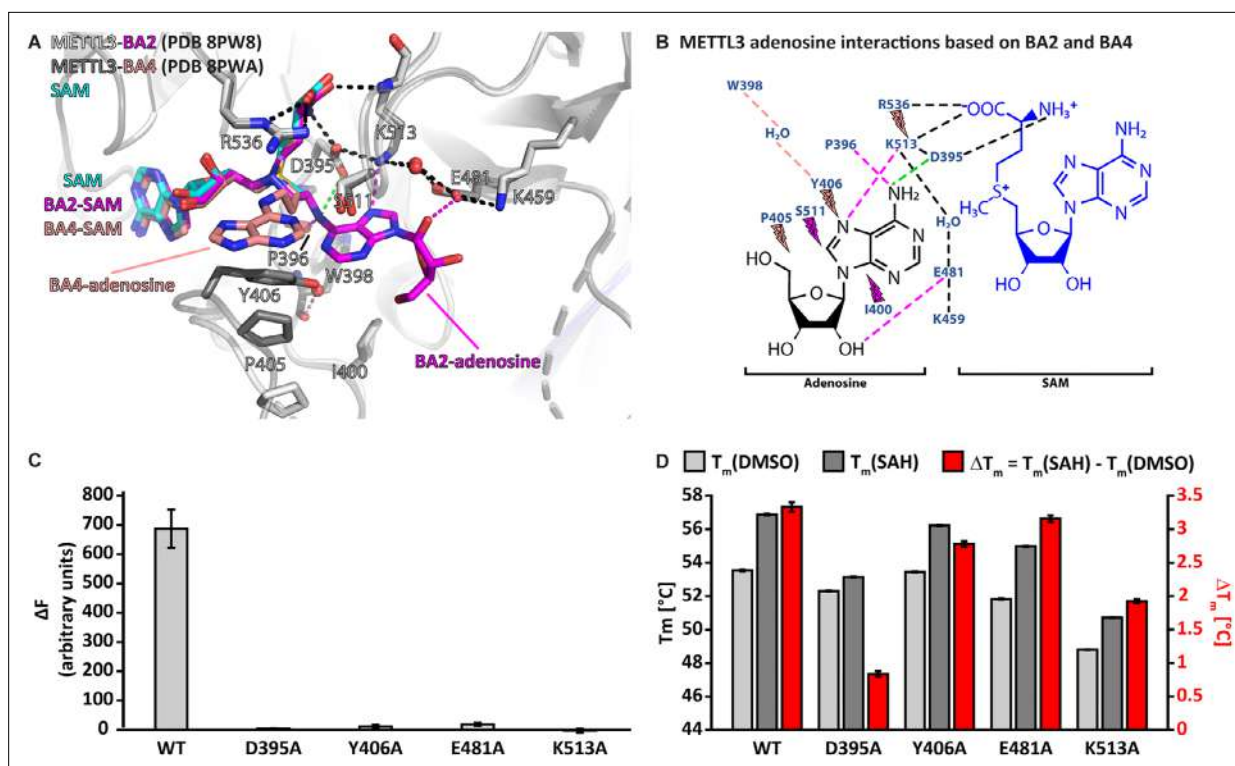 A METTL3-BA2 (PDB 8PW8)
METTL3-BA4 (PDB 8PWA)
SAM
R536
K513
D395
S511
E481
K459
SAM
BA2-SAM
BA4-SAM
P396
W398
BA4-adenosine
Y406
P405
I400
BA2-adenosine
B METTL3 adenosine interactions based on BA2 and BA4
W398
R536
-OOC
NH₃⁺
H₂O
P396
K513
D395
NH₂
NH₂
Y406
N
N
N
N
S⁺
H₃C
N
N
P405
S511
N
N
H₂O
HO
N
N
O
O
E481
I400
HO
OH
HO
OH
K459
Adenosine
SAM
C
ΔF
(arbitrary units)
800
700
600
500
400
300
200
100
0
WT
D395A
Y406A
E481A
K513A
D Tₘ(DMSO) Tₘ(SAH) ΔTₘ = Tₘ(SAH) - Tₘ(DMSO)
Tm [°C]
58
56
54
52
50
48
46
44
3.5
3
2.5
2
1.5
1
0.5
0
ΔTₘ [°C]
WT
D395A
Y406A
E481A
K513A